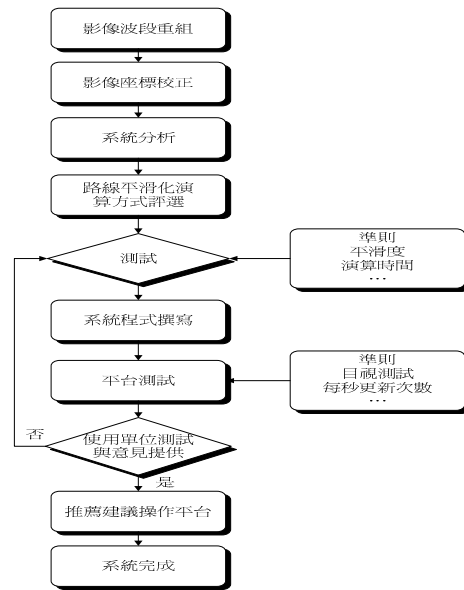 影像波段重組
影像座標校正
系統分析
路線平滑化演
算方式評選
測試
準則
平滑度
演算時間
…
系統程式撰寫
平台測試
準則
目視測試
每秒更新次數
…
否
使用單位測試
與意見提供
是
推薦建議操作平台
系統完成